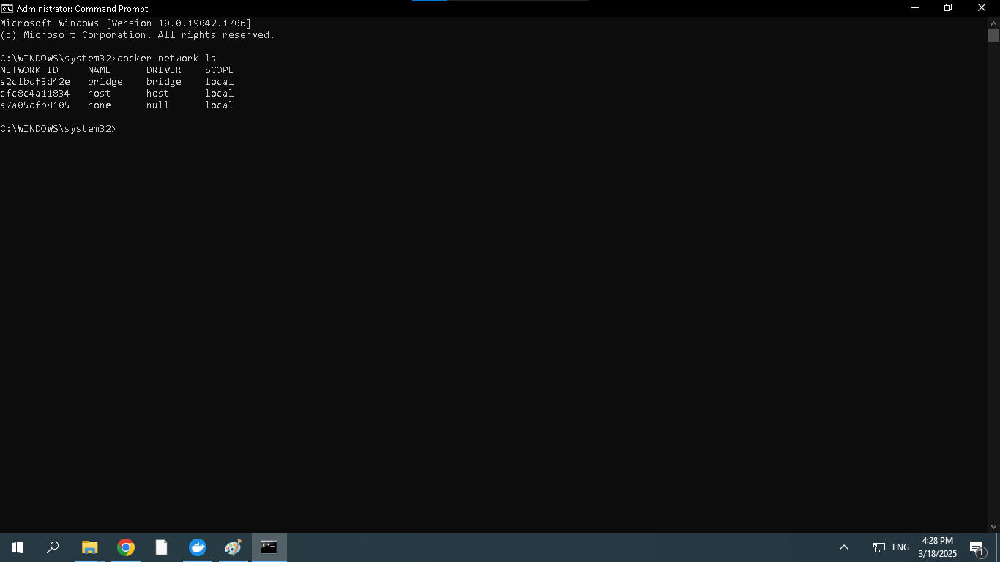 Administrator: Command Prompt
Microsoft Windows [Version 10.0.19042.1706]
(c) Microsoft Corporation. All rights reserved.
C:\WINDOWS\system32>docker network ls
NETWORK ID     NAME      DRIVER    SCOPE
a2c1bdf5d42e   bridge    bridge    local
cfc8c4a11834   host      host      local
a7a05dfb8105   none      null      local
C:\WINDOWS\system32>
ENG
4:28 PM
3/18/2025
1